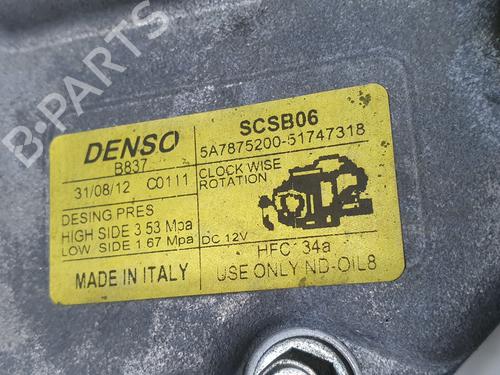 DENSO
B837
31/08/12 C0111
DESING PRES
HIGH SIDE 3 53 Mpa
LOW SIDE 1 67 Mpa
MADE IN ITALY
SCSB06
5A7875200-51747318
CLOCK WISE
ROTATION
DC 12V
HFC 134a
USE ONLY ND-OIL8
B-PARTS